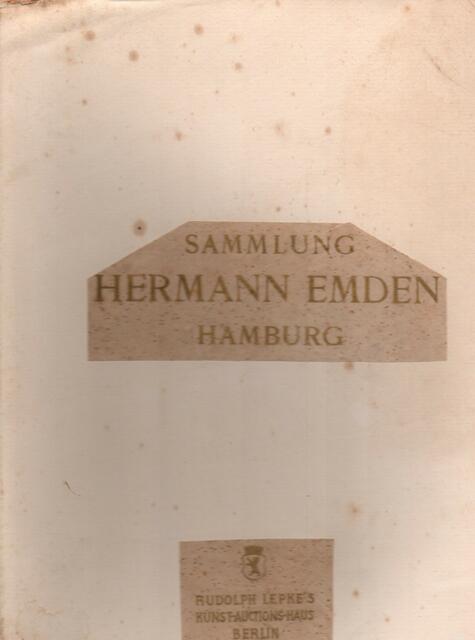 SAMMLUNG
HERMANN EMDEN
HAMBURG
RUDOLPH LEPKE'S
KUNST-AUCTIONS-HAUS
BERLIN